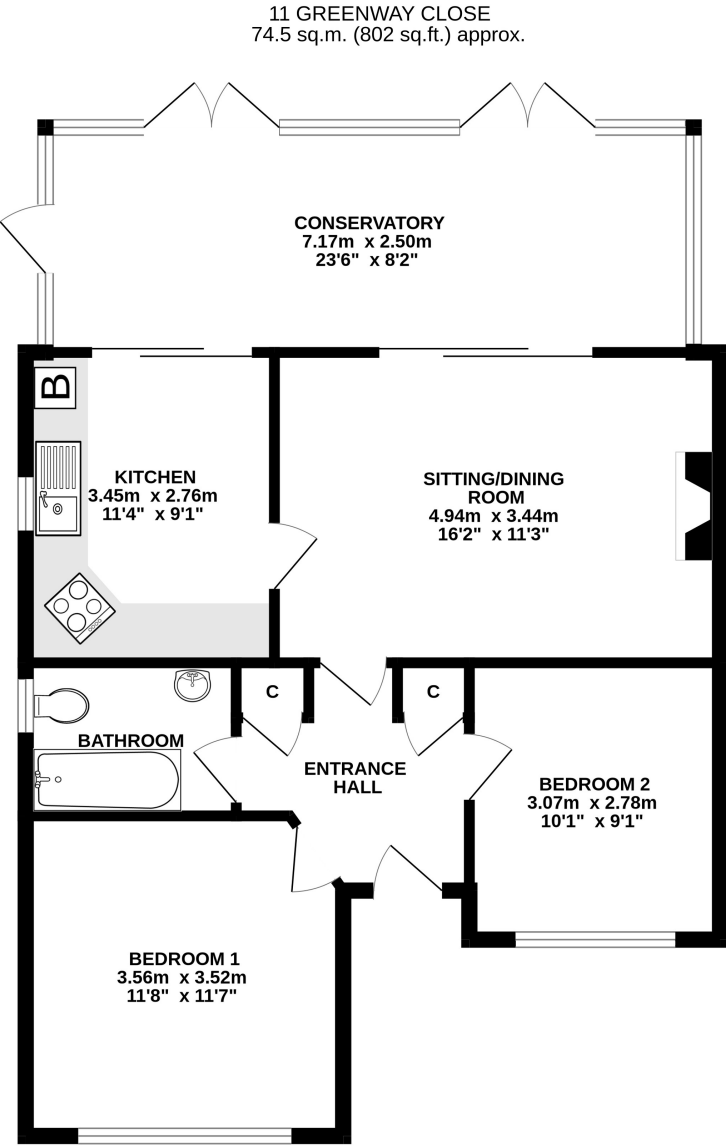 11 GREENWAY CLOSE
74.5 sq.m. (802 sq.ft.) approx.
CONSERVATORY
7.17m x 2.50m
23'6" x 8'2"
B
KITCHEN
3.45m x 2.76m
11'4" x 9'1"
SITTING/DINING
ROOM
4.94m x 3.44m
16'2" x 11'3"
C
C
BATHROOM
ENTRANCE
HALL
BEDROOM 2
3.07m x 2.78m
10'1" x 9'1"
BEDROOM 1
3.56m x 3.52m
11'8" x 11'7"